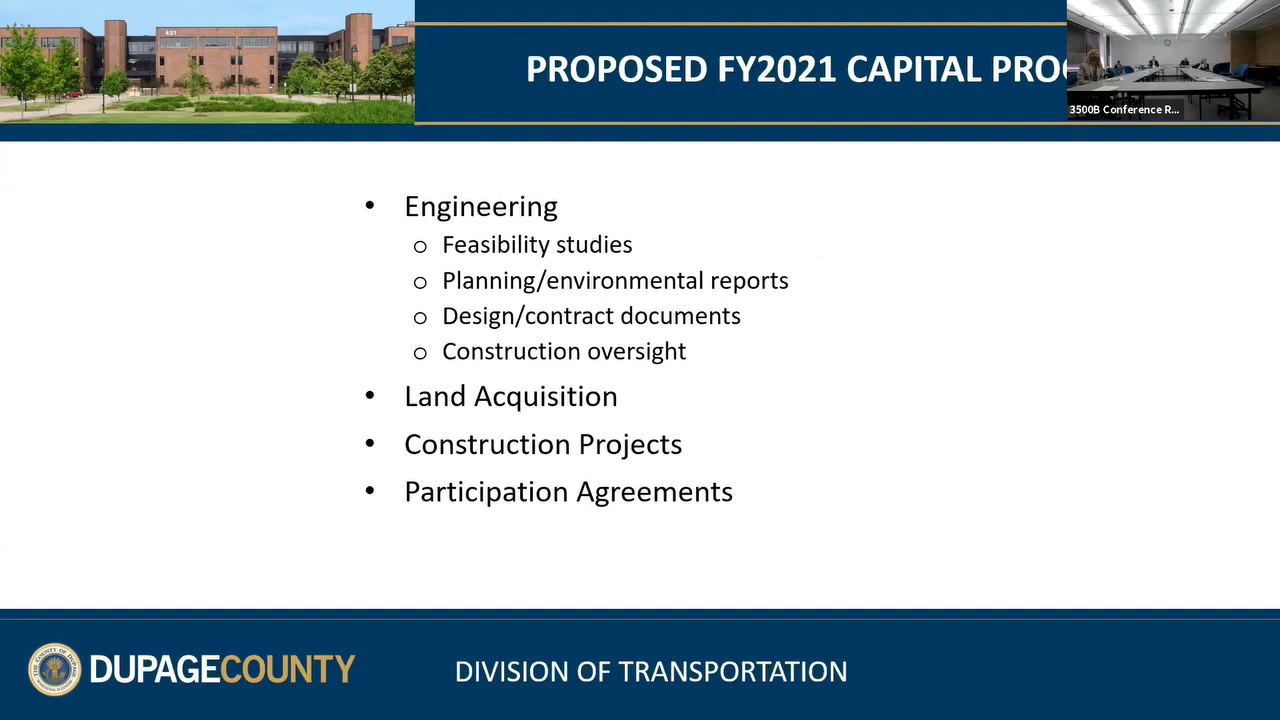 421
PROPOSED FY2021 CAPITAL
3500B Conference R...
• Engineering
o Feasibility studies
o Planning/environmental reports
o Design/contract documents
o Construction oversight
• Land Acquisition
• Construction Projects
• Participation Agreements
DUPAGECOUNTY
DIVISION OF TRANSPORTATION